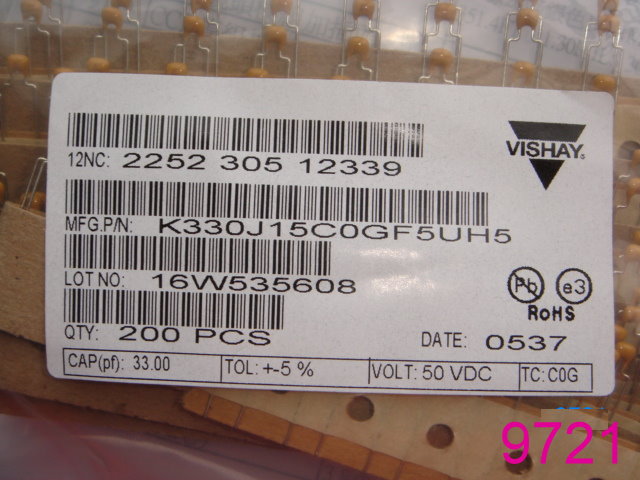 VISHAY
12NC: 2252 305 12339
MFG.P/N: K330J15C0GF5UH5
LOT NO: 16W535608
Pb e3
RoHS
QTY: 200 PCS
DATE: 0537
CAP(pf): 33.00 TOL: +-5 % VOLT: 50 VDC TC: C0G
9721